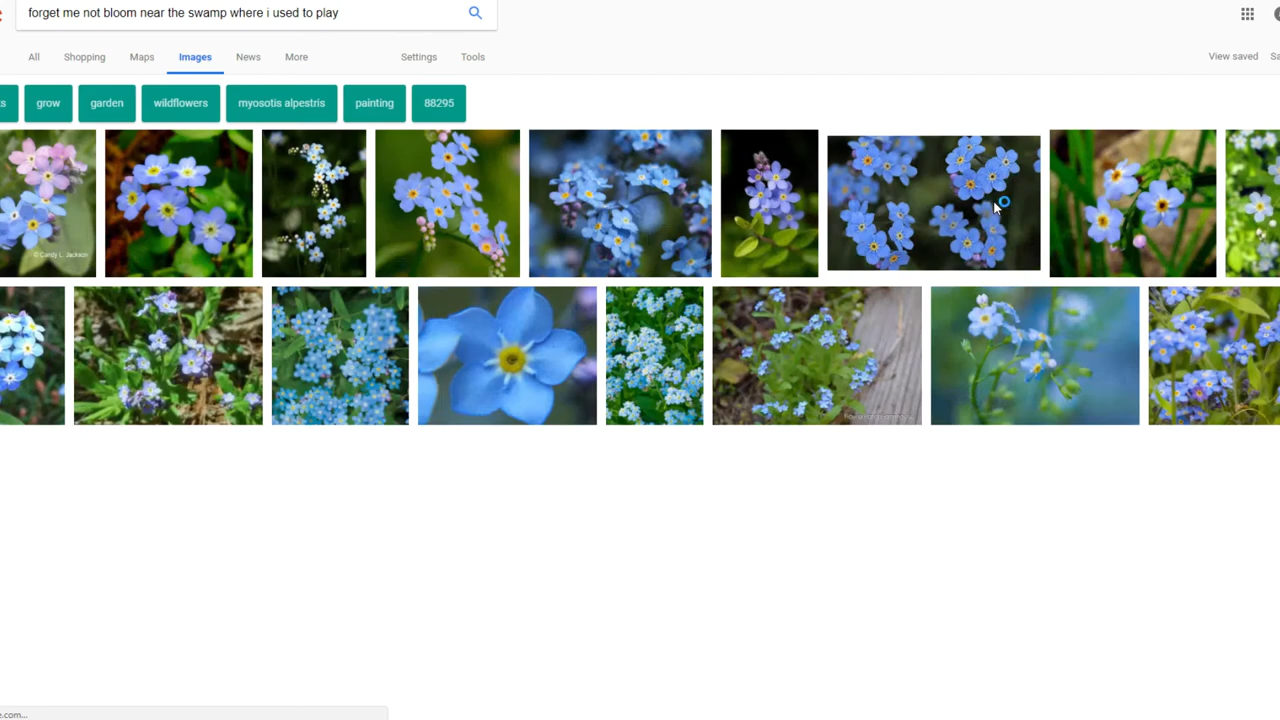 forget me not bloom near the swamp where i used to play
All Shopping Maps Images News More Settings Tools
View saved
grow garden wildflowers myosotis alpestris painting 88295
© Candy L. Jackson
e.com...